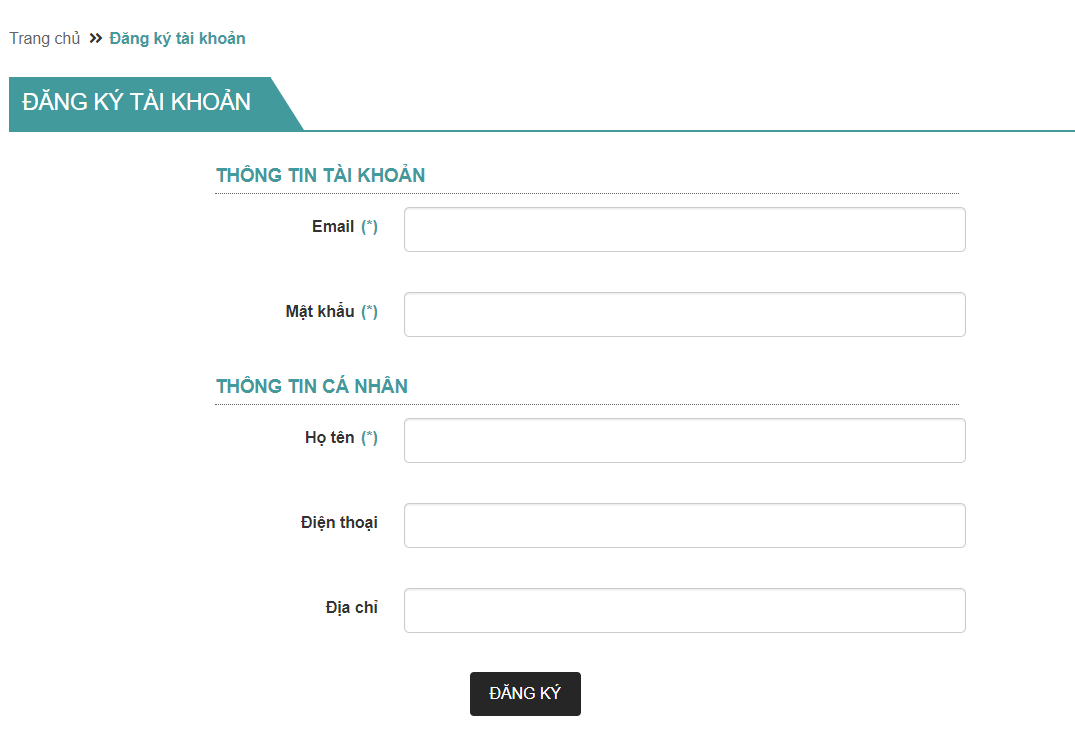 Trang chủ » Đăng ký tài khoản
ĐĂNG KÝ TÀI KHOẢN
THÔNG TIN TÀI KHOẢN
Email (*)
Mật khẩu (*)
THÔNG TIN CÁ NHÂN
Họ tên (*)
Điện thoại
Địa chỉ
ĐĂNG KÝ